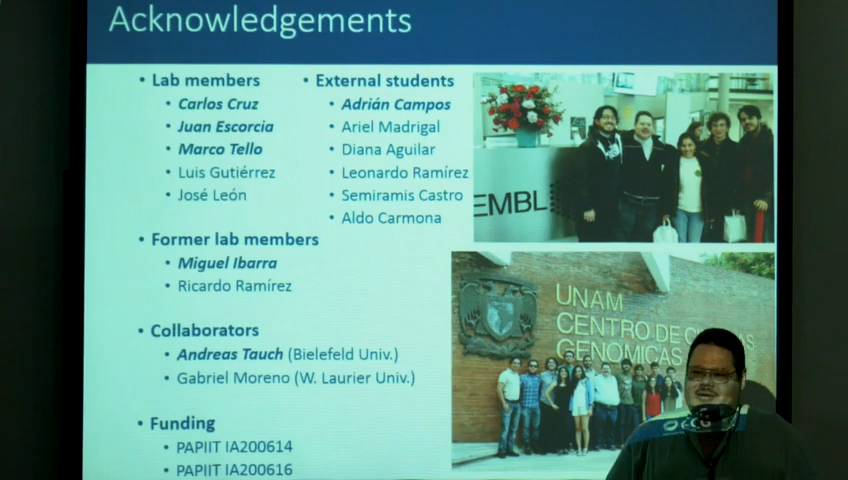 Acknowledgements
• Lab members
• Carlos Cruz
• Juan Escorcia
• Marco Tello
• Luis Gutiérrez
• José León
• Former lab members
• Miguel Ibarra
• Ricardo Ramírez
• Collaborators
• Andreas Tauch (Bielefeld Univ.)
• Gabriel Moreno (W. Laurier Univ.)
• Funding
• PAPIIT IA200614
• PAPIIT IA200616
• External students
• Adrián Campos
• Ariel Madrigal
• Diana Aguilar
• Leonardo Ramírez
• Semiramis Castro
• Aldo Carmona
EMBL
UNAM
CENTRO DE
GENÓMICAS